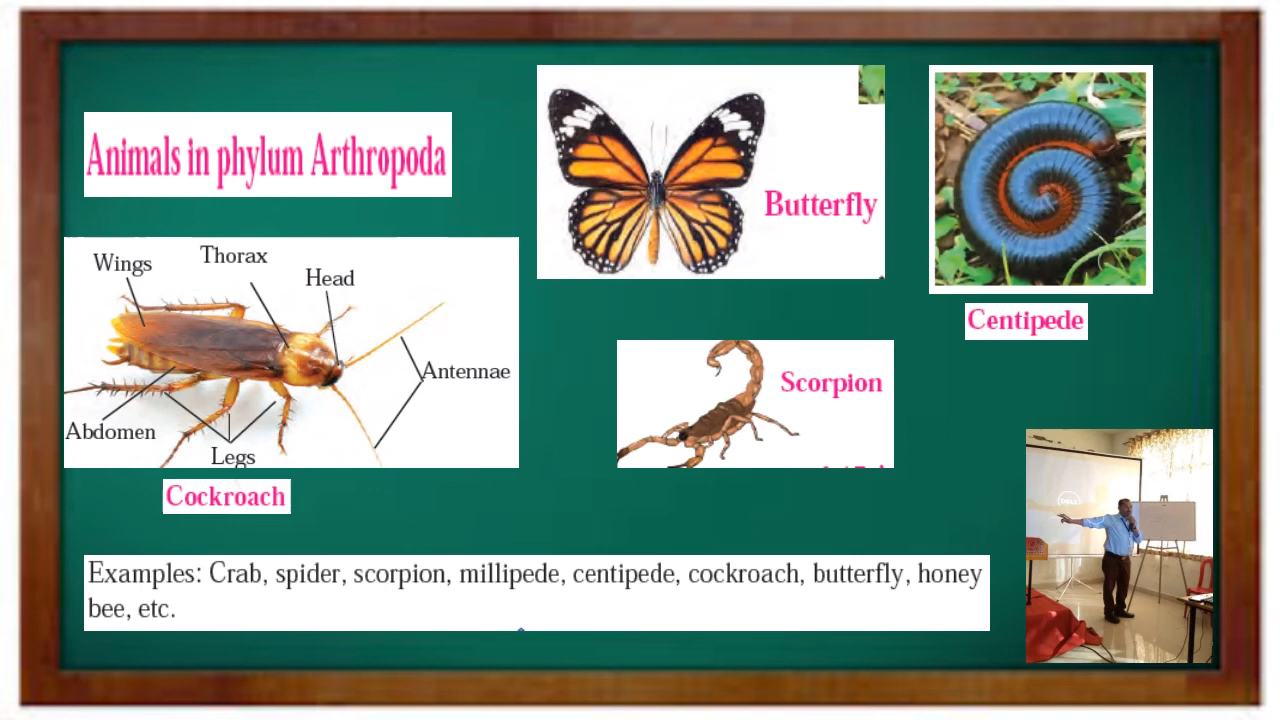 Animals in phylum Arthropoda
Butterfly
Wings
Thorax
Head
Antennae
Abdomen
Legs
Cockroach
Centipede
Scorpion
DELL
Examples: Crab, spider, scorpion, millipede, centipede, cockroach, butterfly, honey
bee, etc.